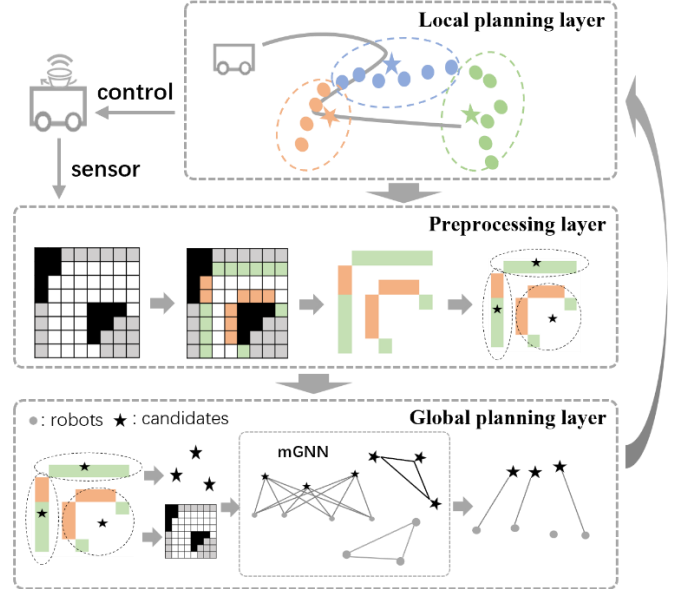 Local planning layer
control
sensor
Preprocessing layer
Global planning layer
: robots ★ : candidates
mGNN